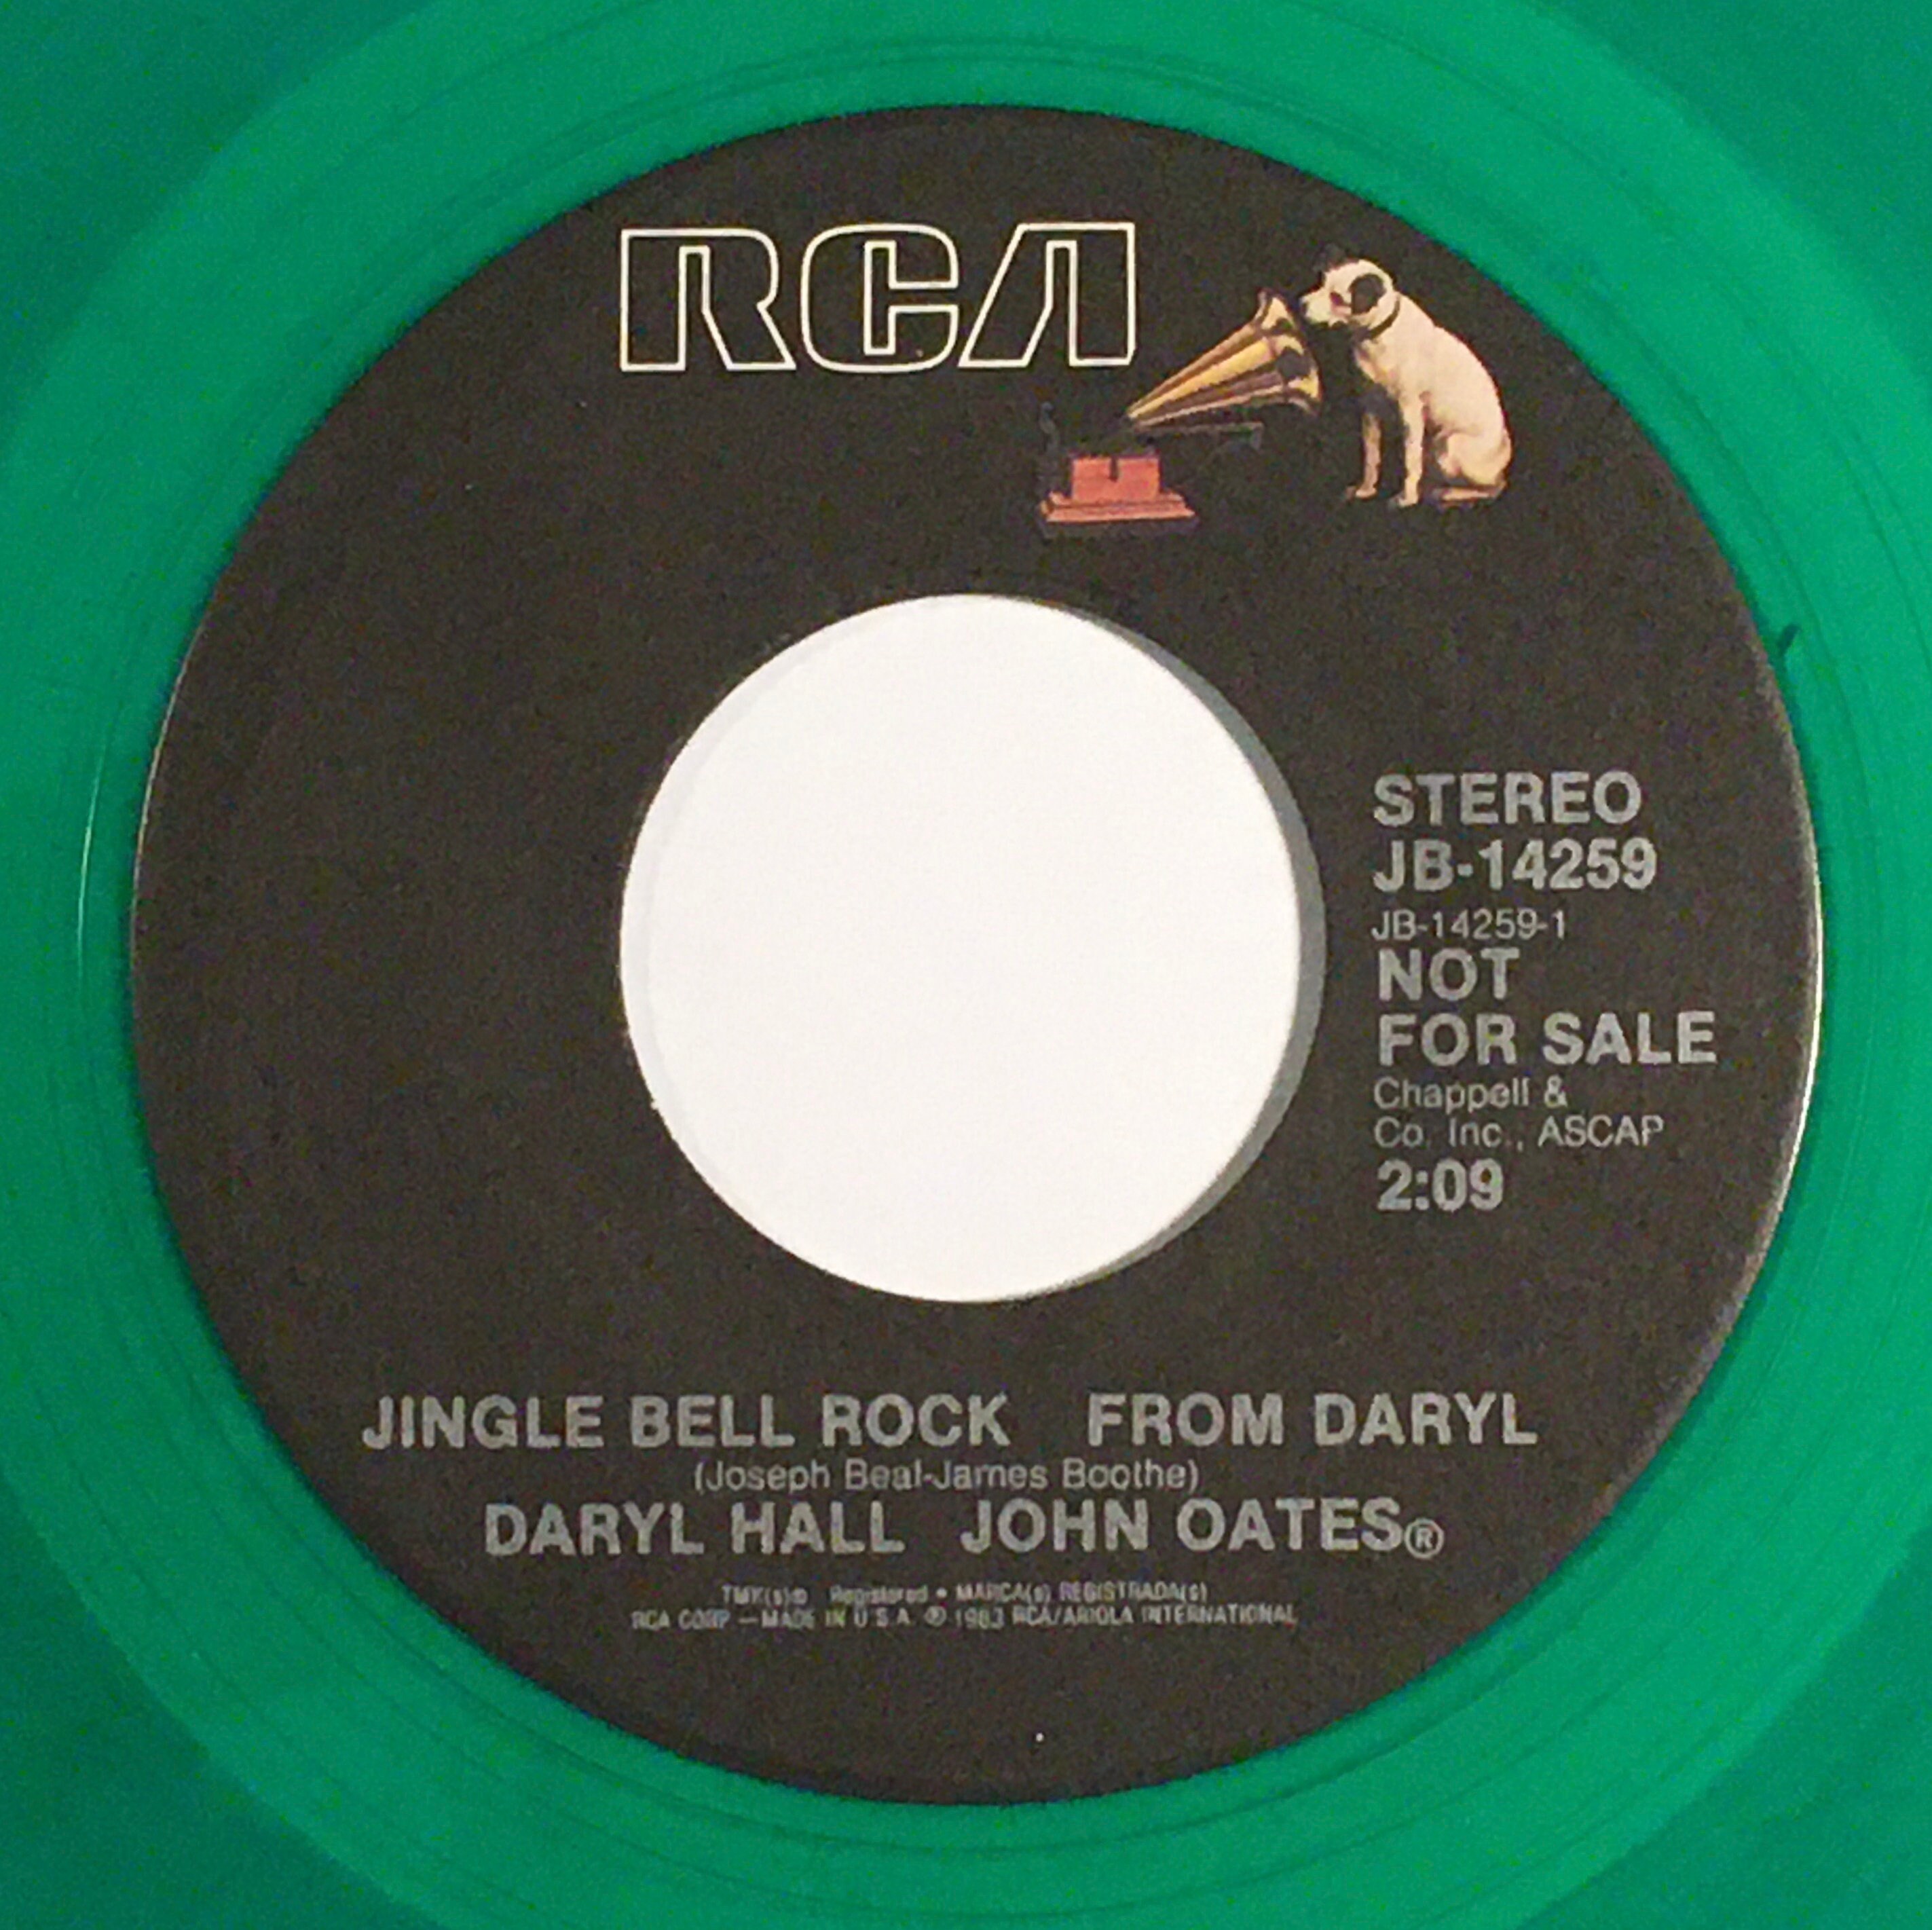 RCA
STEREO
JB-14259
JB-14259-1
NOT
FOR SALE
Chappell &
Co. Inc., ASCAP
2:09
JINGLE BELL ROCK FROM DARYL
(Joseph Beal-James Boothe)
DARYL HALL JOHN OATES®
TMK(s)® Registered • MARCA(s) REGISTRADA(s)
RCA CORP — MADE IN U.S.A. ℗ 1983 RCA/ARIOLA INTERNATIONAL